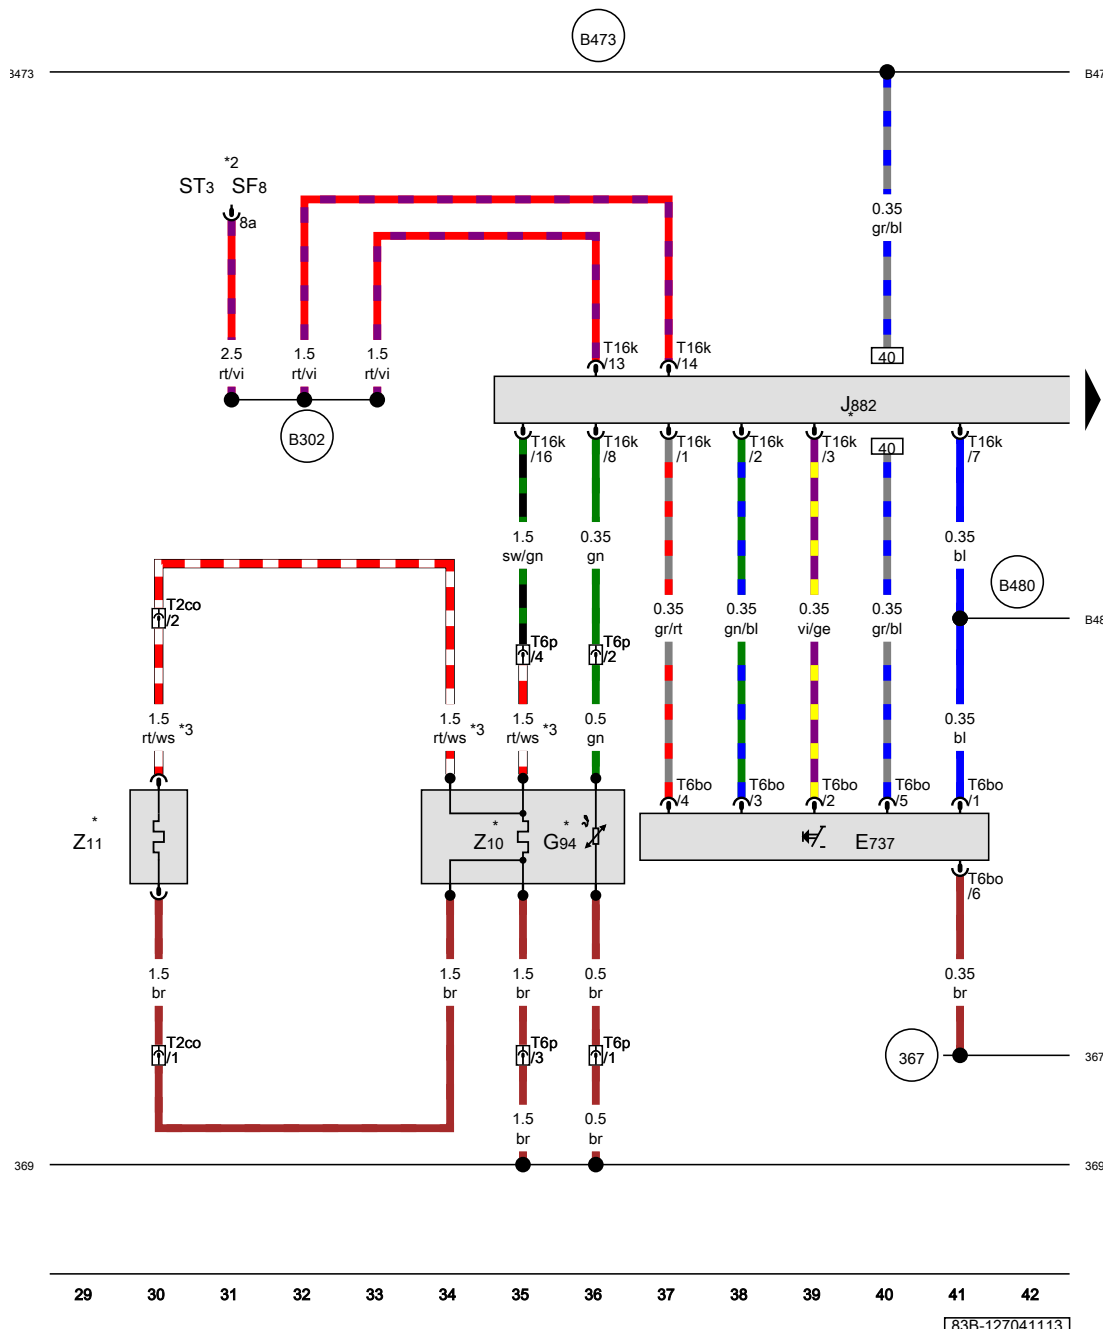 B473
B473
B47
*2
ST3 SF8
8a
0.35
gr/bl
2.5
rt/vi
1.5
rt/vi
1.5
rt/vi
T16k
/13
T16k
/14
40
B302
J882
*
T16k
/16
T16k
/8
T16k
/1
T16k
/2
T16k
/3
40
T16k
/7
1.5
sw/gn
0.35
gn
0.35
bl
B480
B48
T2co
/2
0.35
gr/rt
0.35
gn/bl
0.35
vi/ge
0.35
gr/bl
T6p
/4
T6p
/2
1.5
rt/ws *3
1.5
rt/ws *3
1.5
rt/ws *3
0.5
gn
0.35
bl
T6bo
/4
T6bo
/3
T6bo
/2
T6bo
/5
T6bo
/1
*
Z11
*
Z10
*
G94
E737
T6bo
/6
1.5
br
1.5
br
1.5
br
0.5
br
0.35
br
T2co
/1
T6p
/3
T6p
/1
367
367
1.5
br
0.5
br
369
369
29 30 31 32 33 34 35 36 37 38 39 40 41 42
83B-127041113